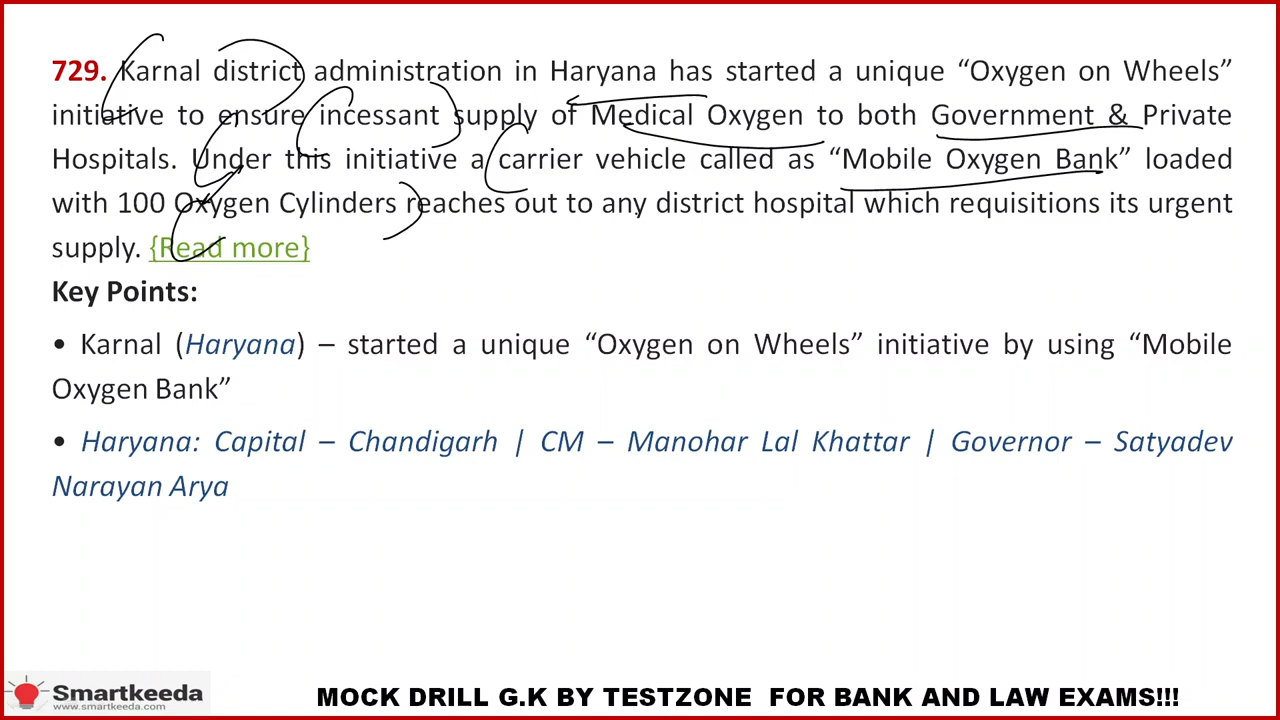 729. Karnal district administration in Haryana has started a unique “Oxygen on Wheels”
initiative to ensure incessant supply of Medical Oxygen to both Government & Private
Hospitals. Under this initiative a carrier vehicle called as “Mobile Oxygen Bank” loaded
with 100 Oxygen Cylinders reaches out to any district hospital which requisitions its urgent
supply. {Read more}
Key Points:
• Karnal (Haryana) – started a unique “Oxygen on Wheels” initiative by using “Mobile
Oxygen Bank”
• Haryana: Capital – Chandigarh | CM – Manohar Lal Khattar | Governor – Satyadev
Narayan Arya
Smartkeeda
www.smartkeeda.com
MOCK DRILL G.K BY TESTZONE FOR BANK AND LAW EXAMS!!!